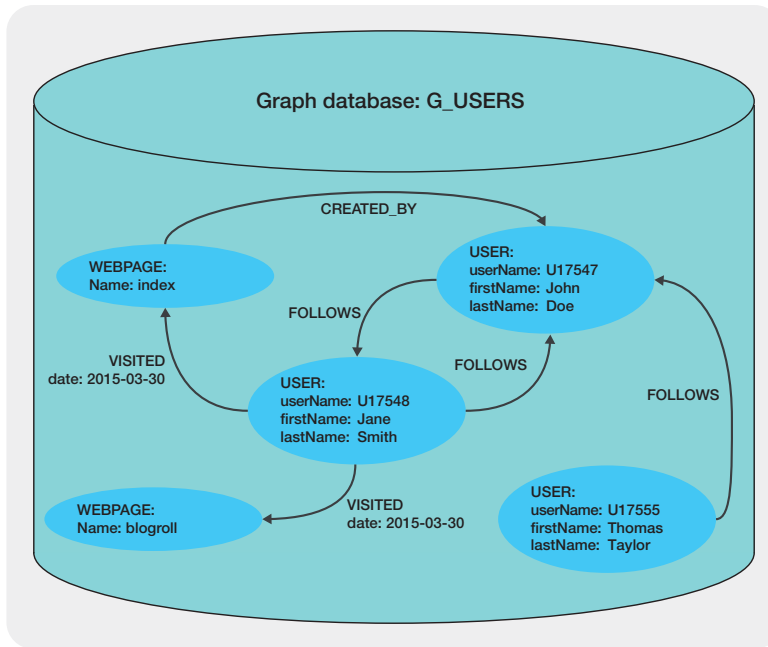 Graph database: G_USERS
CREATED_BY
WEBPAGE:
Name: index
USER:
userName: U17547
firstName: John
lastName: Doe
FOLLOWS
VISITED
date: 2015-03-30
FOLLOWS
USER:
userName: U17548
firstName: Jane
lastName: Smith
FOLLOWS
WEBPAGE:
Name: blogroll
VISITED
date: 2015-03-30
USER:
userName: U17555
firstName: Thomas
lastName: Taylor